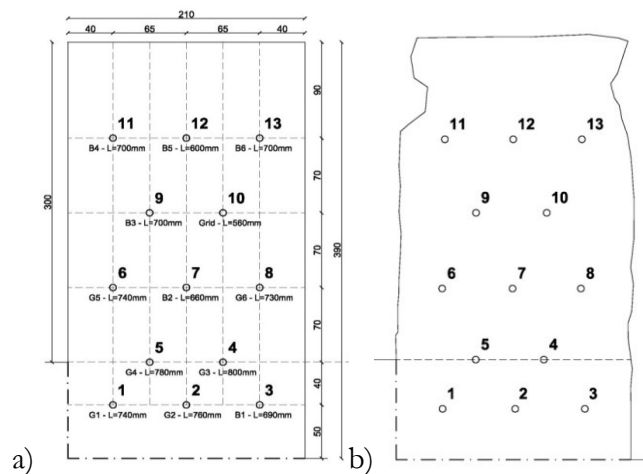 210
40 65 65 40
11 12 13 11 12 13
B4 - L=700mm B5 - L=600mm B6 - L=700mm
90
9 10 9 10
B3 - L=700mm Grid - L=560mm
70
300
390
6 7 8 6 7 8
G5 - L=740mm B2 - L=660mm G6 - L=730mm
70
5 4 5 4
G4 - L=780mm G3 - L=800mm
70
1 2 3 1 2 3
G1 - L=740mm G2 - L=760mm B1 - L=690mm
40
50
a) b)